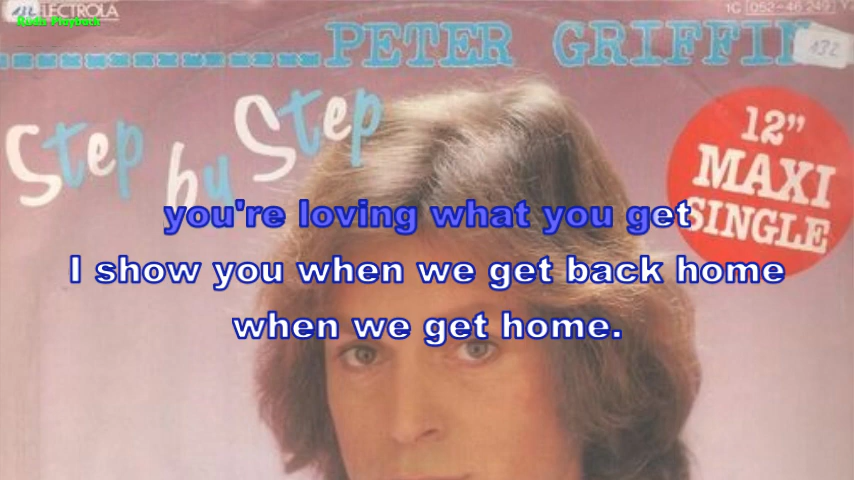 ELECTROLA
1C 052-46 249
Rudis Playback
PETER GRIFFIN
132
Step by Step
12”
MAXI
SINGLE
you're loving what you get
I show you when we get back home
when we get home.